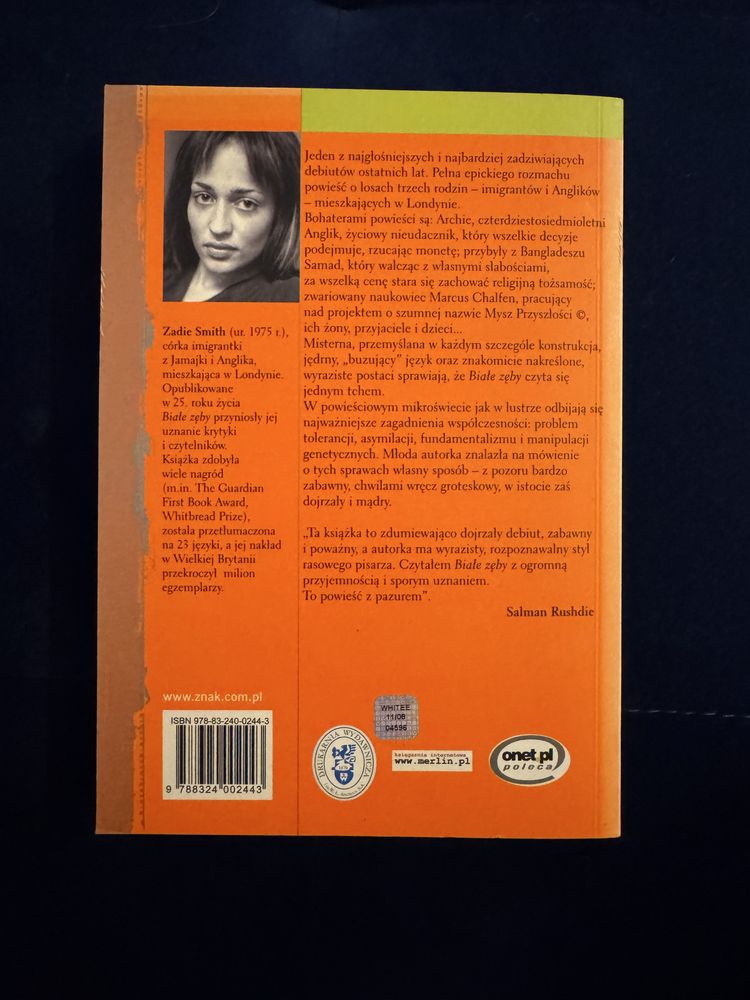 Jeden z najgłośniejszych i najbardziej zadziwiających
debiutów ostatnich lat. Pełna epickiego rozmachu
powieść o losach trzech rodzin – imigrantów i Anglików
– mieszkających w Londynie.
Bohaterami powieści są: Archie, czterdziestosiedmioletni
Anglik, życiowy nieudacznik, który wszelkie decyzje
podejmuje, rzucając monetę; przybyły z Bangladeszu
Samad, który walcząc z własnymi słabościami,
za wszelką cenę stara się zachować religijną tożsamość;
zwariowany naukowiec Marcus Chalfen, pracujący
nad projektem o szumnej nazwie Mysz Przyszłości ©,
ich żony, przyjaciele i dzieci...
Misterna, przemyślana w każdym szczególe konstrukcja,
jędrny, „buzujący” język oraz znakomicie nakreślone,
wyraziste postaci sprawiają, że Białe zęby czyta się
jednym tchem.
W powieściowym mikroświecie jak w lustrze odbijają się
najważniejsze zagadnienia współczesności: problem
tolerancji, asymilacji, fundamentalizmu i manipulacji
genetycznych. Młoda autorka znalazła na mówienie
o tych sprawach własny sposób – z pozoru bardzo
zabawny, chwilami wręcz groteskowy, w istocie zaś
dojrzały i mądry.
„Ta książka to zdumiewająco dojrzały debiut, zabawny
i poważny, a autorka ma wyrazisty, rozpoznawalny styl
rasowego pisarza. Czytałem Białe zęby z ogromną
przyjemnością i sporym uznaniem.
To powieść z pazurem”.
Salman Rushdie
Zadie Smith (ur. 1975 r.),
córka imigrantki
z Jamajki i Anglika,
mieszkająca w Londynie.
Opublikowane
w 25. roku życia
Białe zęby przyniosły jej
uznanie krytyki
i czytelników.
Książka zdobyła
wiele nagród
(m.in. The Guardian
First Book Award,
Whitbread Prize),
została przetłumaczona
na 23 języki, a jej nakład
w Wielkiej Brytanii
przekroczył milion
egzemplarzy.
www.znak.com.pl
ISBN 978-83-240-0244-3
9 788324 002443
DRUKARNIA WYDAWNICZA
WHITEE
11/06
04596
księgarnia internetowa
www.merlin.pl
onet.pl
poleca